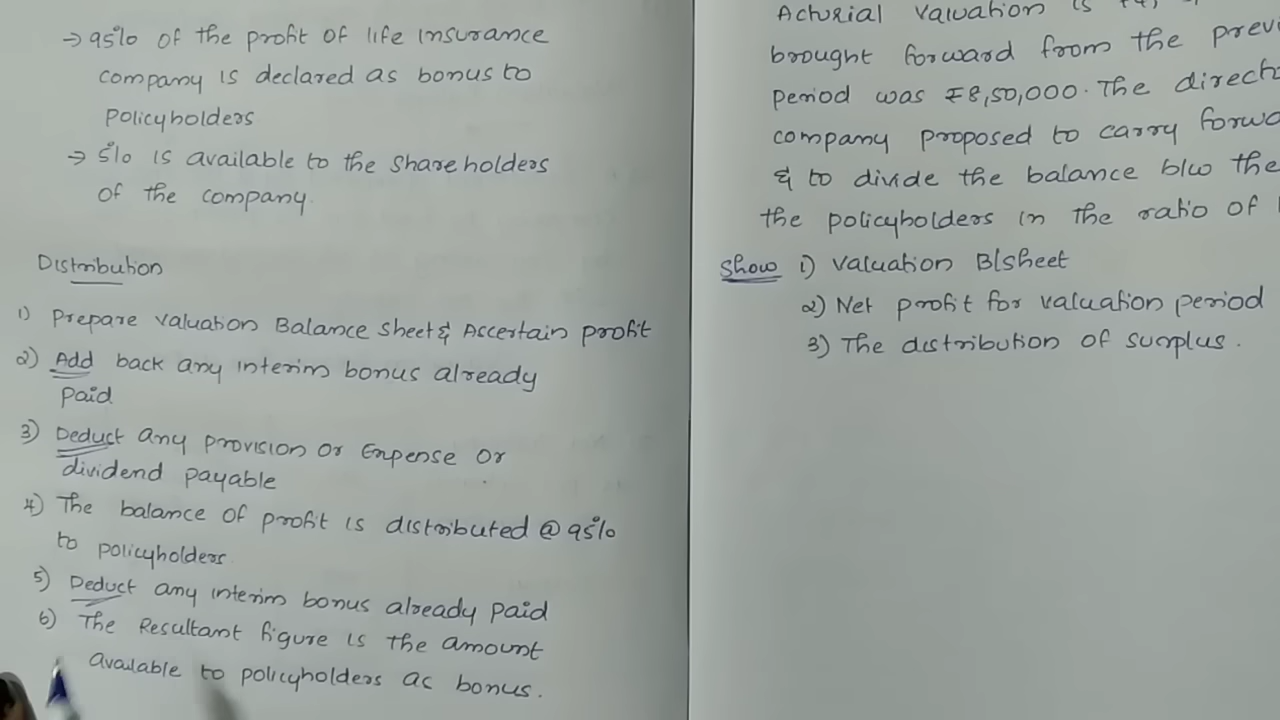 → 95% of the profit of life insurance
company is declared as bonus to
policyholders
→ 5% is available to the shareholders
of the company.
Distribution
1) Prepare valuation Balance sheet & Ascertain profit
2) Add back any interim bonus already
paid
3) Deduct any provision or Expense or
dividend payable
4) The balance of profit is distributed @ 95%
to policyholders
5) Deduct any interim bonus already paid
6) The Resultant figure is the amount
available to policyholders as bonus.
Acturial valuation is
brought forward from the
period was ₹8,50,000. The
company proposed to carry
& to divide the balance b/w the
the policyholders in the ratio of
Show 1) Valuation B/Sheet
2) Net profit for valuation period
3) The distribution of surplus.